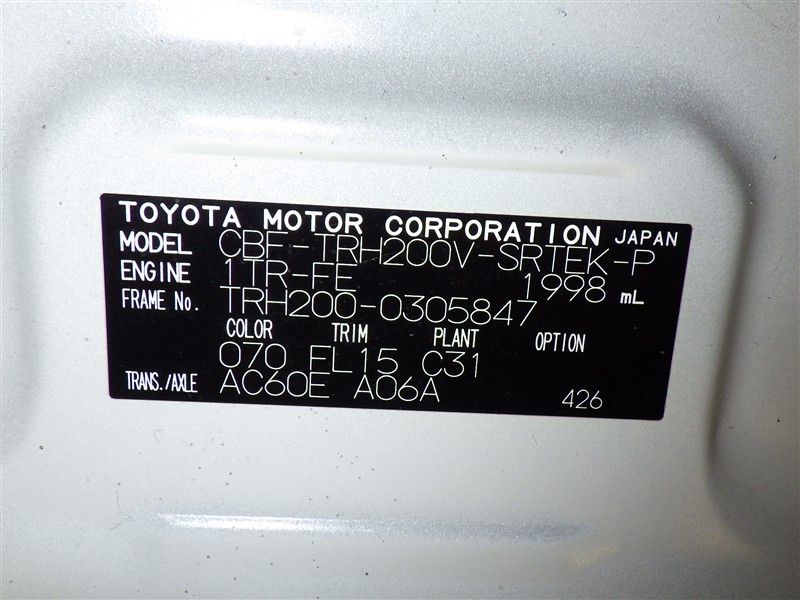 TOYOTA MOTOR CORPORATION JAPAN
MODEL CBF-TRH200V-SRTEK-P
ENGINE 1TR-FE 1998 mL
FRAME No. TRH200-0305847
COLOR TRIM PLANT OPTION
070 FL15 C31
TRANS./AXLE AC60E A06A 426